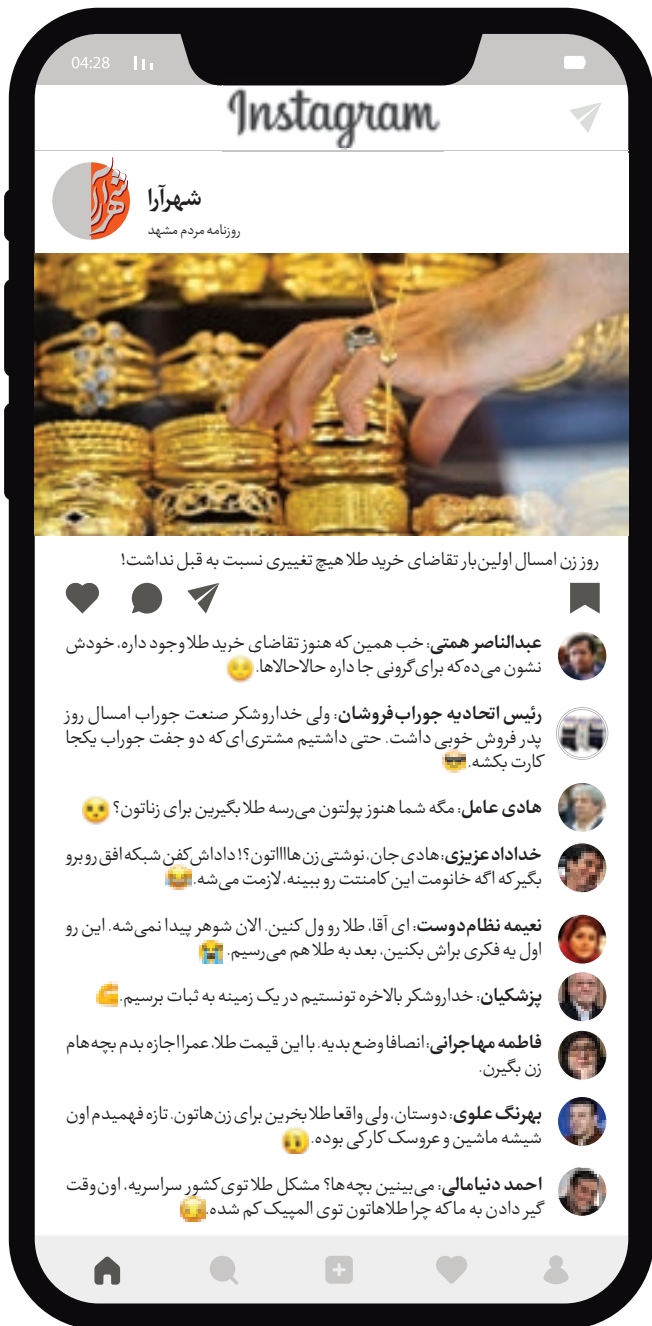 04:28
Instagram
شهرآرا
شهرآرا
روزنامه مردم مشهد
روز زن امسال اولین‌بار تقاضای خرید طلا هیچ تغییری نسبت به قبل نداشت!
عبدالناصر همتی: خب همین که هنوز تقاضای خرید طلا وجود داره، خودش
نشون می‌ده که برای گرونی جا داره حالاحالاها. 🙂
رئیس اتحادیه جوراب‌فروشان: ولی خداروشکر صنعت جوراب امسال روز
پدر فروش خوبی داشت. حتی داشتیم مشتری‌ای که دو جفت جوراب یکجا
کارت بکشه. 😎
هادی عامل: مگه شما هنوز پولتون می‌رسه طلا بگیرین برای زناتون؟ 😯
خداداد عزیزی: هادی جان، نوشتی زن‌هااااتون؟! داداش کفن شبکه افق رو برو
بگیر که اگه خانومت این کامنتت رو ببینه، لازمت می‌شه. 😂
نعیمه نظام‌دوست: ای آقا، طلا رو ول کنین. الان شوهر پیدا نمی‌شه. این رو
اول یه فکری براش بکنین، بعد به طلا هم می‌رسیم. 😭
پزشکیان: خداروشکر بالاخره تونستیم در یک زمینه به ثبات برسیم. 💪
فاطمه مهاجرانی: انصافا وضع بدیه. با این قیمت طلا، عمرا اجازه بدم بچه‌هام
زن بگیرن.
بهرنگ علوی: دوستان، ولی واقعا طلا بخرین برای زن‌هاتون. تازه فهمیدم اون
شیشه ماشین و عروسک کارکی بوده. 🤨
احمد دنیامالی: می‌بینین بچه‌ها؟ مشکل طلا توی کشور سراسریه، اون‌وقت
گیر دادن به ما که چرا طلاهاتون توی المپیک کم شده. 😏